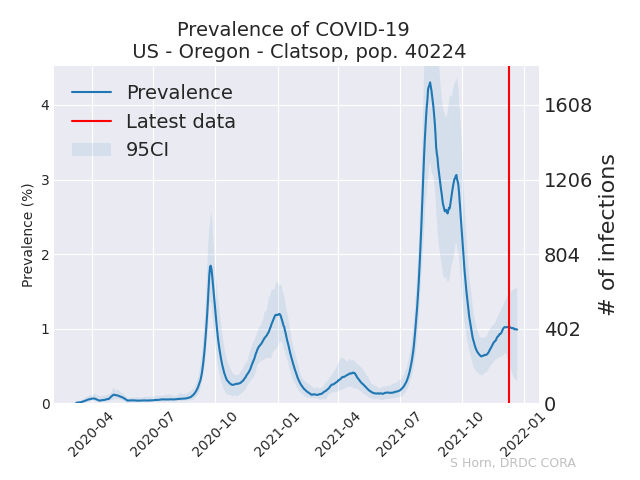 Prevalence of COVID-19
US - Oregon - Clatsop, pop. 40224
Prevalence
Latest data
95CI
Prevalence (%)
4
3
2
1
0
1608
1206
804
402
0
# of infections
2020-04
2020-07
2020-10
2021-01
2021-04
2021-07
2021-10
2022-01
S Horn, DRDC CORA